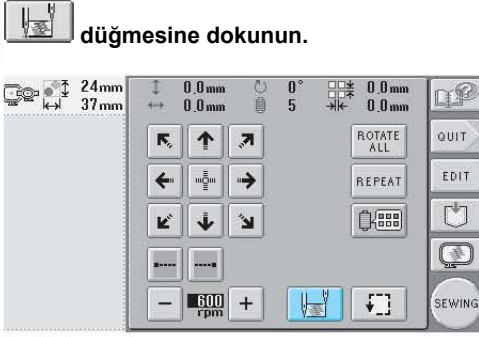 düğmesine dokunun.
24mm 0.0mm 0° 0.0mm
37mm 0.0mm 5 0.0mm
ROTATE
ALL
QUIT
REPEAT
EDIT
− 600 +
rpm
SEWING